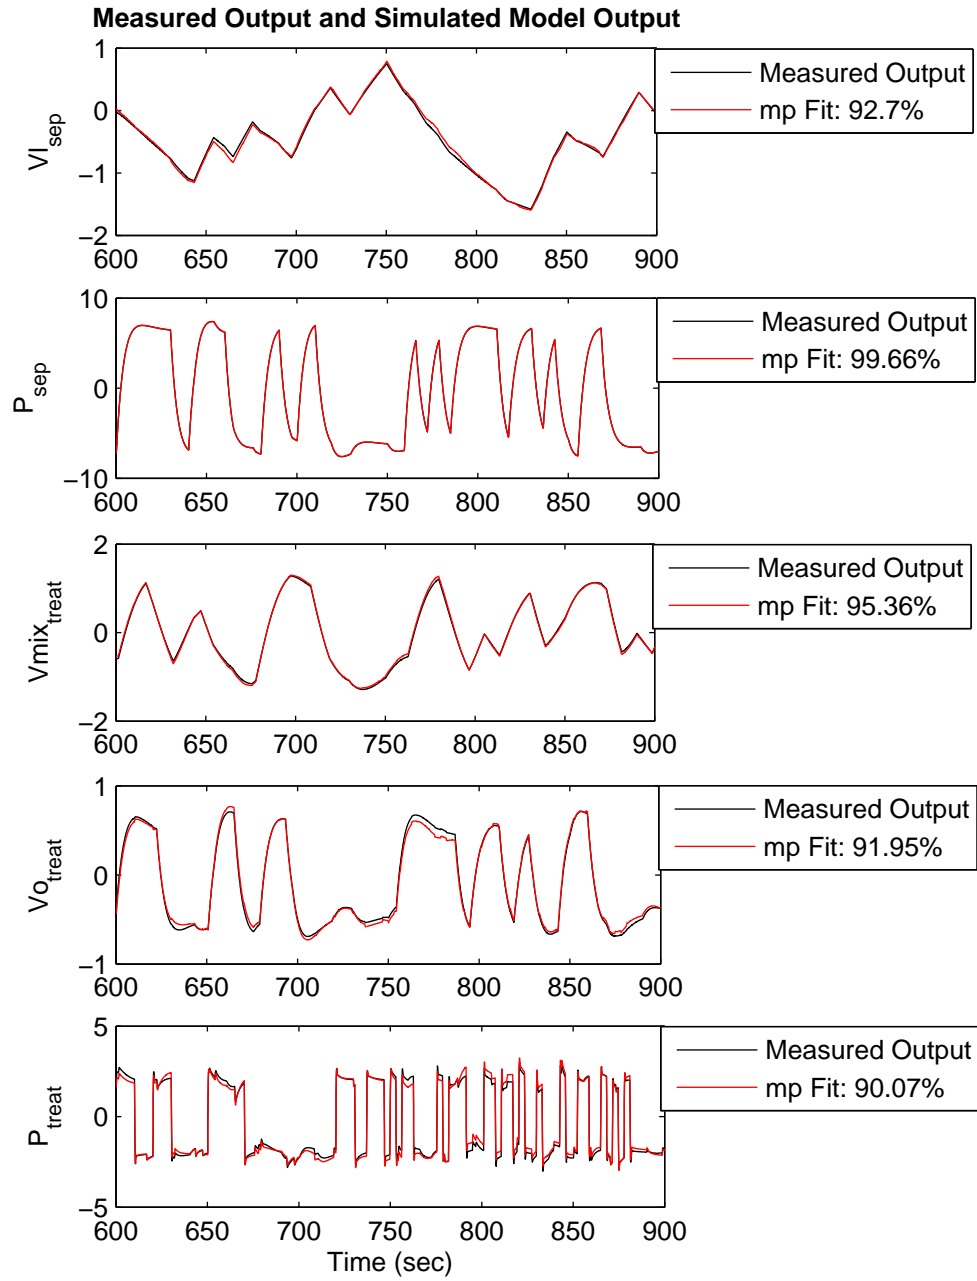 Measured Output and Simulated Model Output
1
0
−1
−2
600 650 700 750 800 850 900
Vl_sep
Measured Output
mp Fit: 92.7%
10
0
−10
600 650 700 750 800 850 900
P_sep
Measured Output
mp Fit: 99.66%
2
0
−2
600 650 700 750 800 850 900
Vmix_treat
Measured Output
mp Fit: 95.36%
1
0
−1
600 650 700 750 800 850 900
Vo_treat
Measured Output
mp Fit: 91.95%
5
0
−5
600 650 700 750 800 850 900
P_treat
Measured Output
mp Fit: 90.07%
Time (sec)